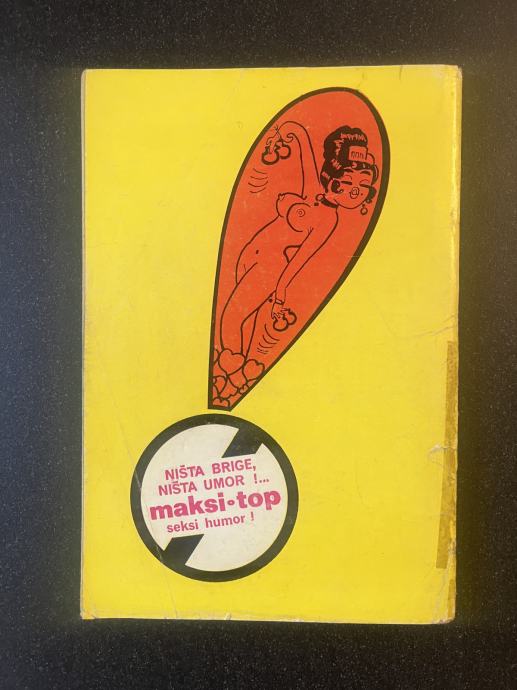 NIŠTA BRIGE,
NIŠTA UMOR !...
maksi•top
seksi humor !